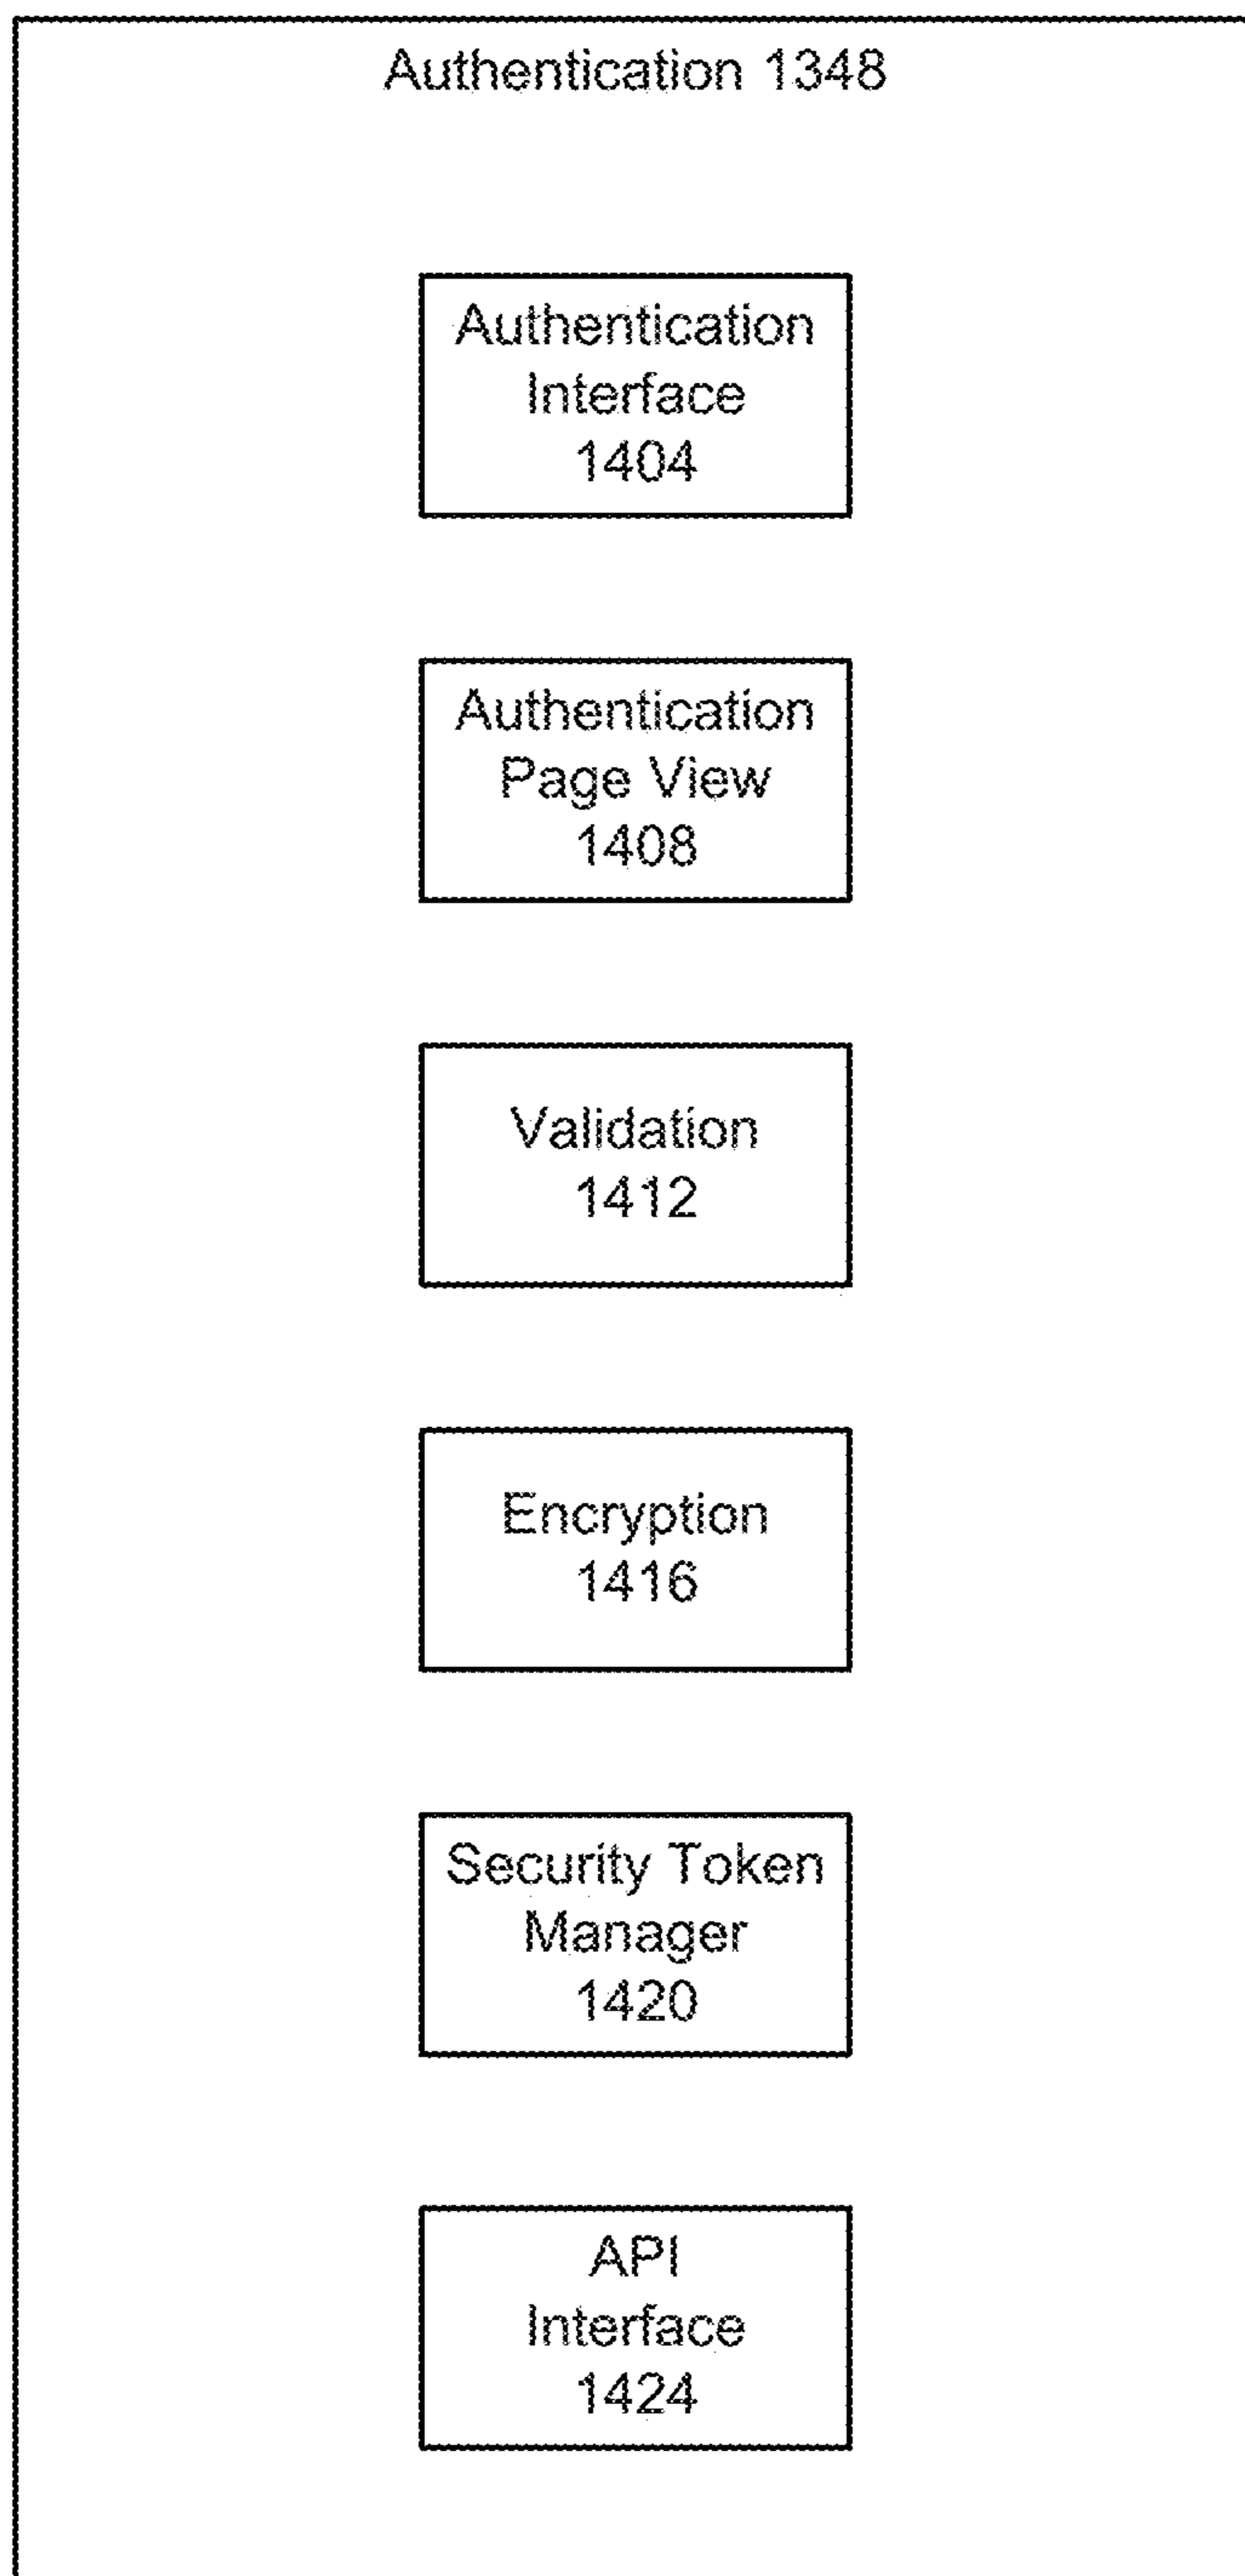 Authentication 1348
Authentication
Interface
1404
Authentication
Page View
1408
Validation
1412
Encryption
1416
Security Token
Manager
1420
API
Interface
1424